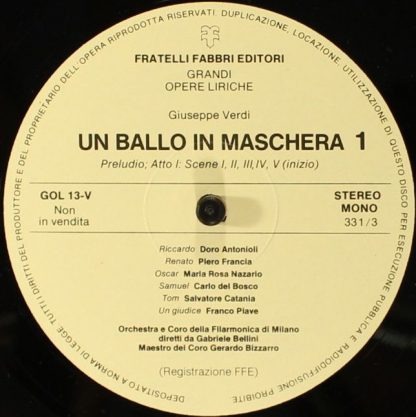 DEPOSITATO A NORMA DI LEGGE. TUTTI I DIRITTI DEL PRODUTTORE E DEL PROPRIETARIO DELL'OPERA RIPRODOTTA RISERVATI. DUPLICAZIONE, LOCAZIONE, UTILIZZAZIONE DI QUESTO DISCO PER ESECUZIONE PUBBLICA E RADIODIFFUSIONE PROIBITE
FRATELLI FABBRI EDITORI
GRANDI
OPERE LIRICHE
Giuseppe Verdi
UN BALLO IN MASCHERA 1
Preludio; Atto I: Scene I, II, III, IV, V (inizio)
GOL 13-V
Non
in vendita
STEREO
MONO
331/3
Riccardo Doro Antonioli
Renato Piero Francia
Oscar Maria Rosa Nazario
Samuel Carlo del Bosco
Tom Salvatore Catania
Un giudice Franco Piave
Orchestra e Coro della Filarmonica di Milano
diretti da Gabriele Bellini
Maestro del Coro Gerardo Bizzarro
(Registrazione FFE)